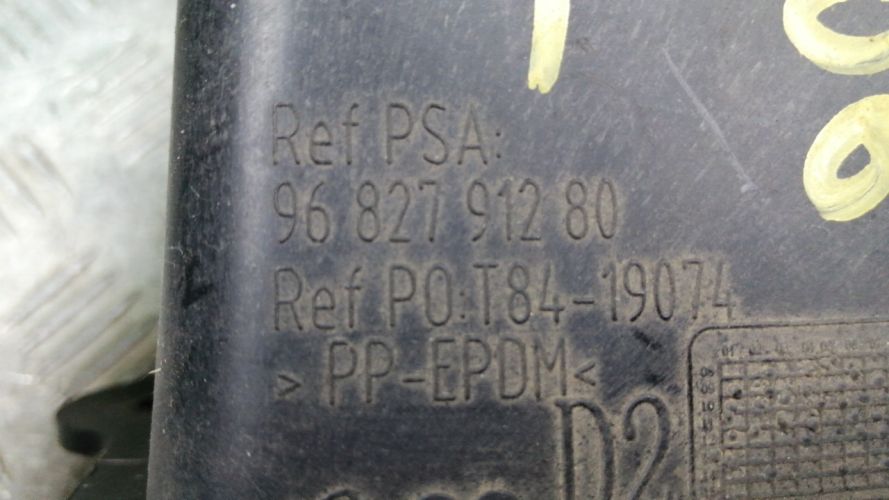 Ref PSA:
96 827 912 80
Ref PO:T84-19074
> PP-EPDM <
D2